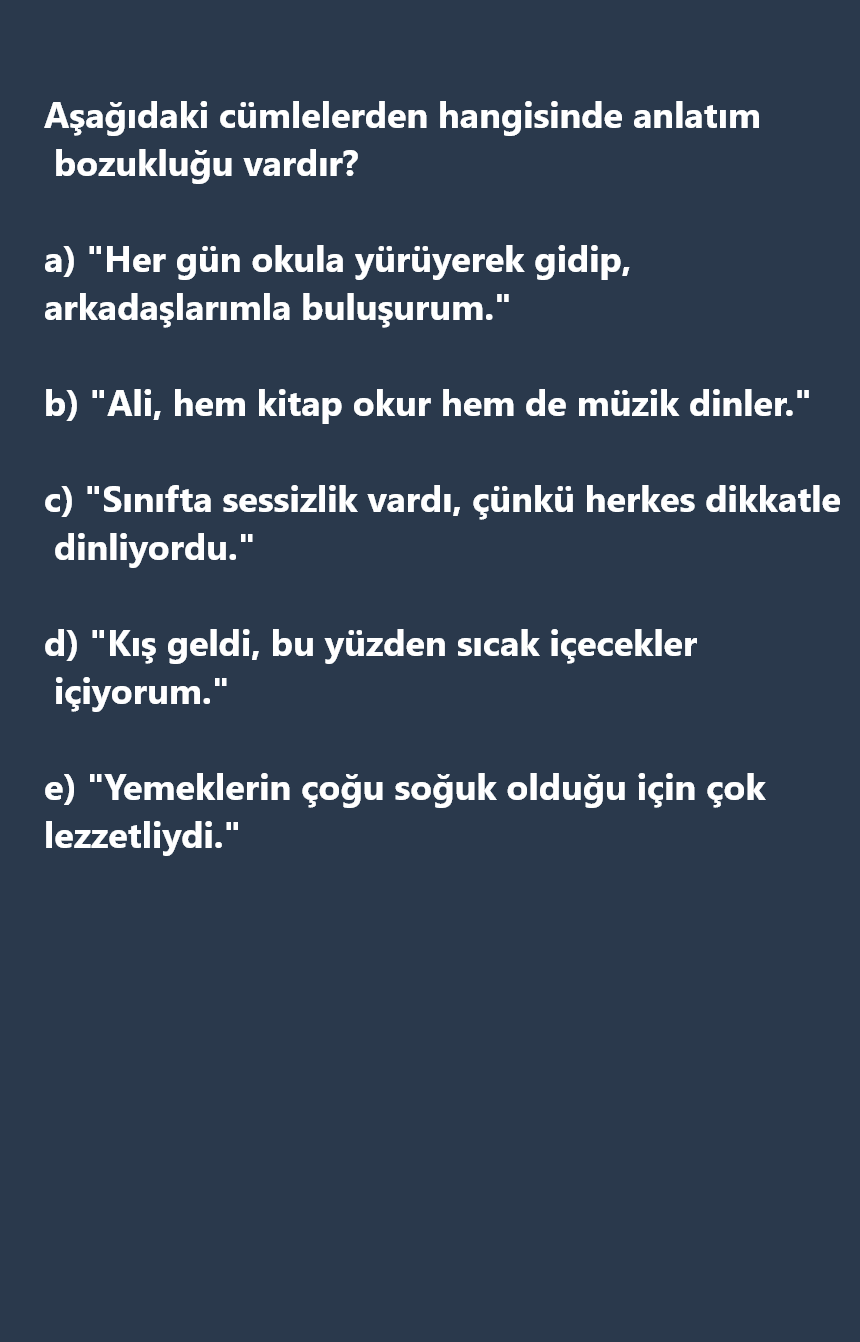 Aşağıdaki cümlelerden hangisinde anlatım
bozukluğu vardır?
a) "Her gün okula yürüyerek gidip,
arkadaşlarımla buluşurum."
b) "Ali, hem kitap okur hem de müzik dinler."
c) "Sınıfta sessizlik vardı, çünkü herkes dikkatle
dinliyordu."
d) "Kış geldi, bu yüzden sıcak içecekler
içiyorum."
e) "Yemeklerin çoğu soğuk olduğu için çok
lezzetliydi."